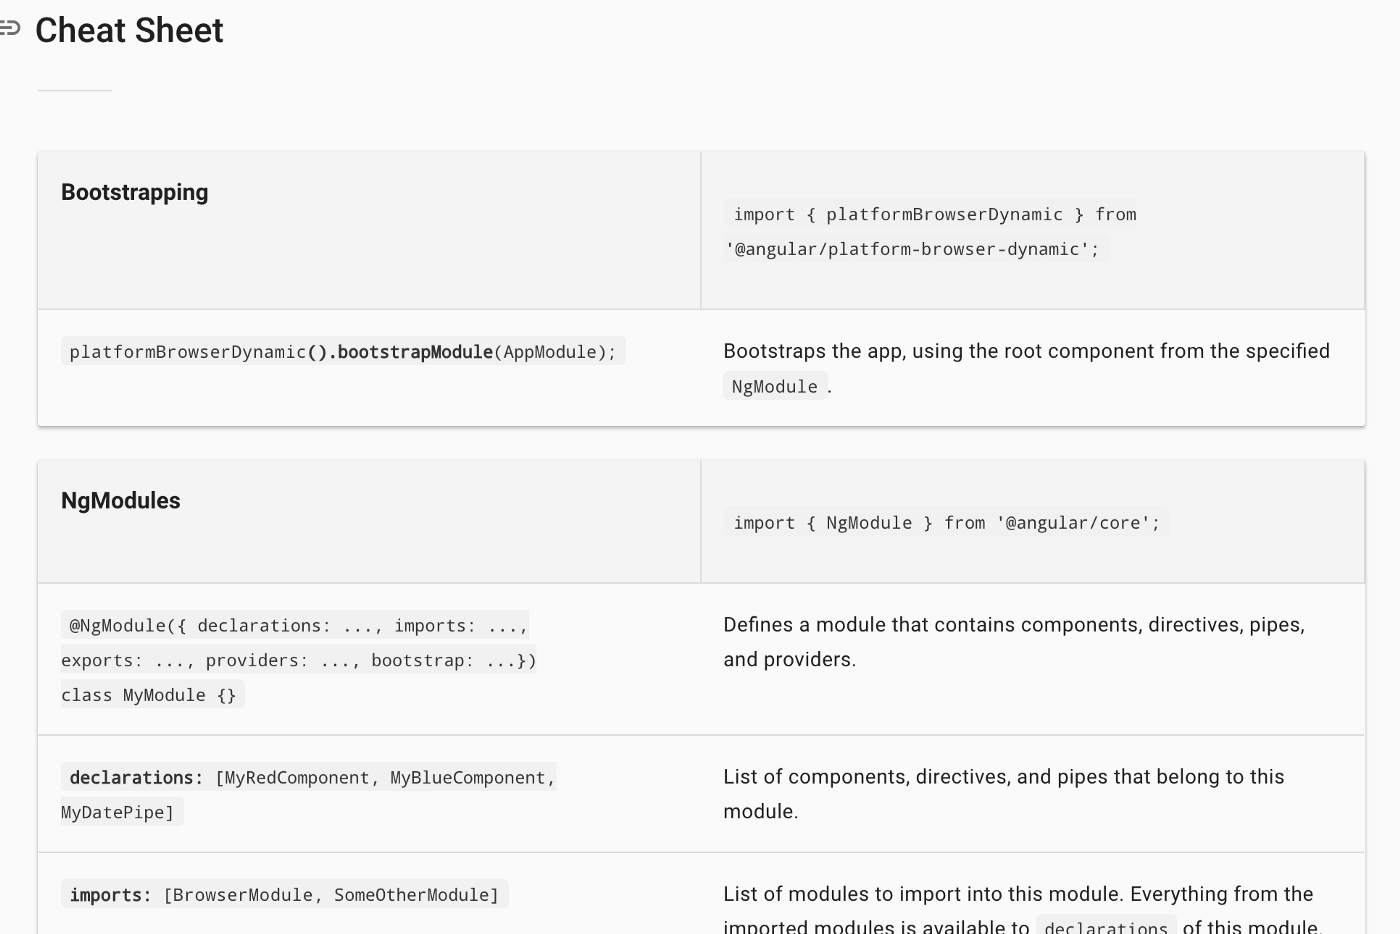 Cheat Sheet
Bootstrapping
import { platformBrowserDynamic } from
'@angular/platform-browser-dynamic';
platformBrowserDynamic().bootstrapModule(AppModule);
Bootstraps the app, using the root component from the specified
NgModule .
NgModules
import { NgModule } from '@angular/core';
@NgModule({ declarations: ..., imports: ...,
exports: ..., providers: ..., bootstrap: ...})
class MyModule {}
Defines a module that contains components, directives, pipes,
and providers.
declarations: [MyRedComponent, MyBlueComponent,
MyDatePipe]
List of components, directives, and pipes that belong to this
module.
imports: [BrowserModule, SomeOtherModule]
List of modules to import into this module. Everything from the
imported modules is available to declarations of this module.